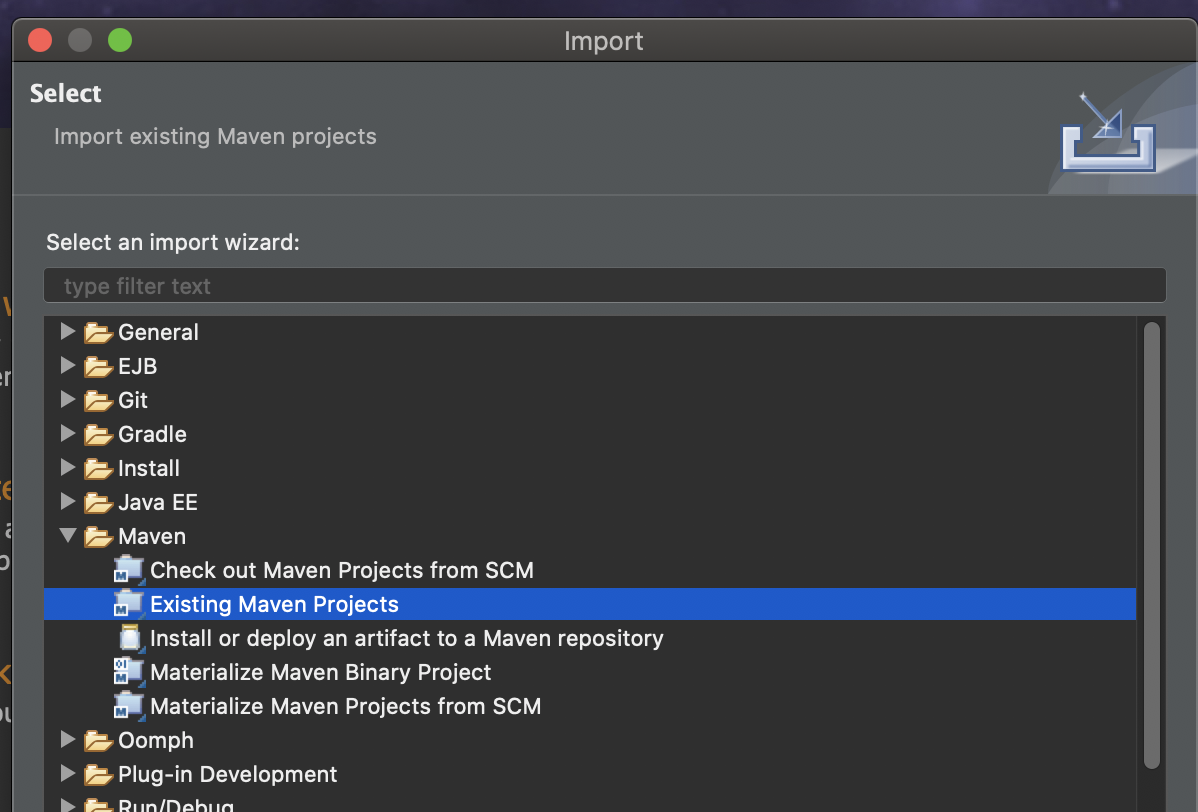 Import
Select
Import existing Maven projects
Select an import wizard:
type filter text
General
EJB
Git
Gradle
Install
Java EE
Maven
Check out Maven Projects from SCM
Existing Maven Projects
Install or deploy an artifact to a Maven repository
Materialize Maven Binary Project
Materialize Maven Projects from SCM
Oomph
Plug-in Development
Run/Debug